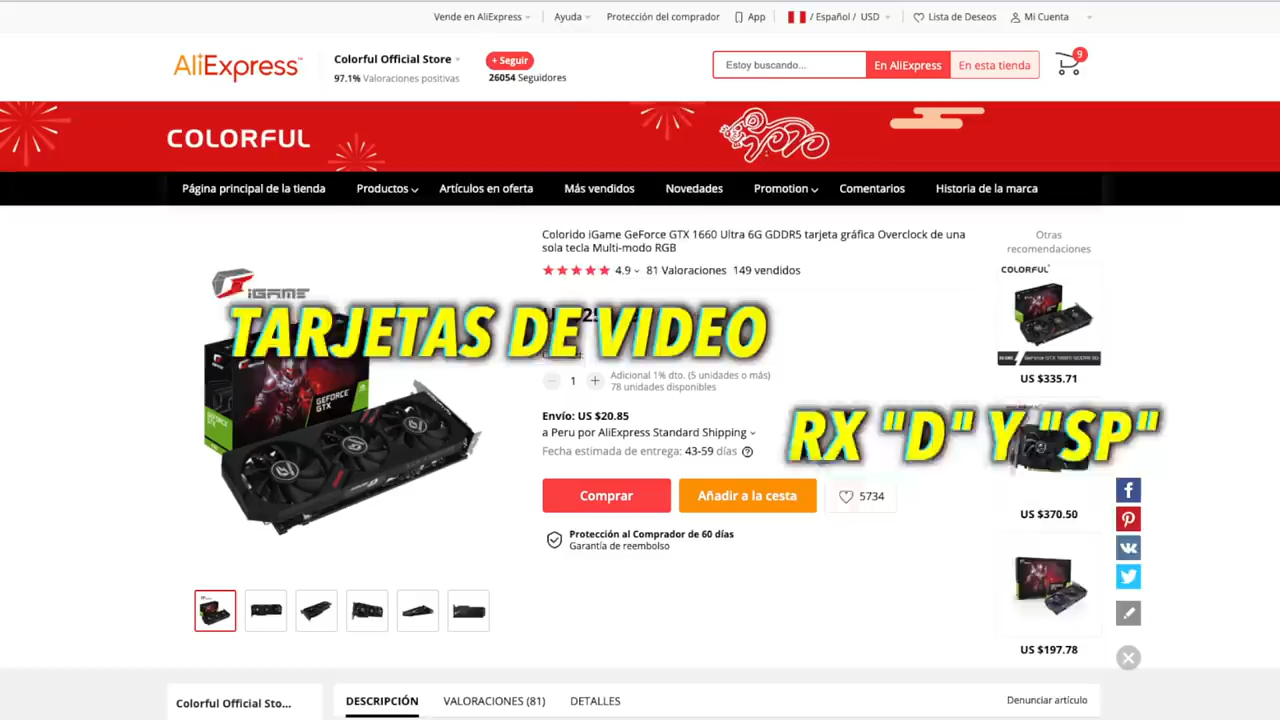 Vende en AliExpress
Ayuda
Protección del comprador
App
/ Español / USD
Lista de Deseos
Mi Cuenta
AliExpress
Colorful Official Store
97.1% Valoraciones positivas
+ Seguir
26054 Seguidores
Estoy buscando...
En AliExpress
En esta tienda
9
COLORFUL
Página principal de la tienda
Productos
Artículos en oferta
Más vendidos
Novedades
Promotion
Comentarios
Historia de la marca
Colorido iGame GeForce GTX 1660 Ultra 6G GDDR5 tarjeta gráfica Overclock de una
sola tecla Multi-modo RGB
4.9
81 Valoraciones
149 vendidos
iGAME
TARJETAS DE VIDEO
GEFORCE
GTX
1
Adicional 1% dto. (5 unidades o más)
78 unidades disponibles
Envío: US $20.85
a Peru por AliExpress Standard Shipping
Fecha estimada de entrega: 43-59 días
RX "D" Y "SP"
Comprar
Añadir a la cesta
5734
Protección al Comprador de 60 días
Garantía de reembolso
Otras
recomendaciones
COLORFUL
US $335.71
US $370.50
US $197.78
Colorful Official Sto...
DESCRIPCIÓN
VALORACIONES (81)
DETALLES
Denunciar artículo